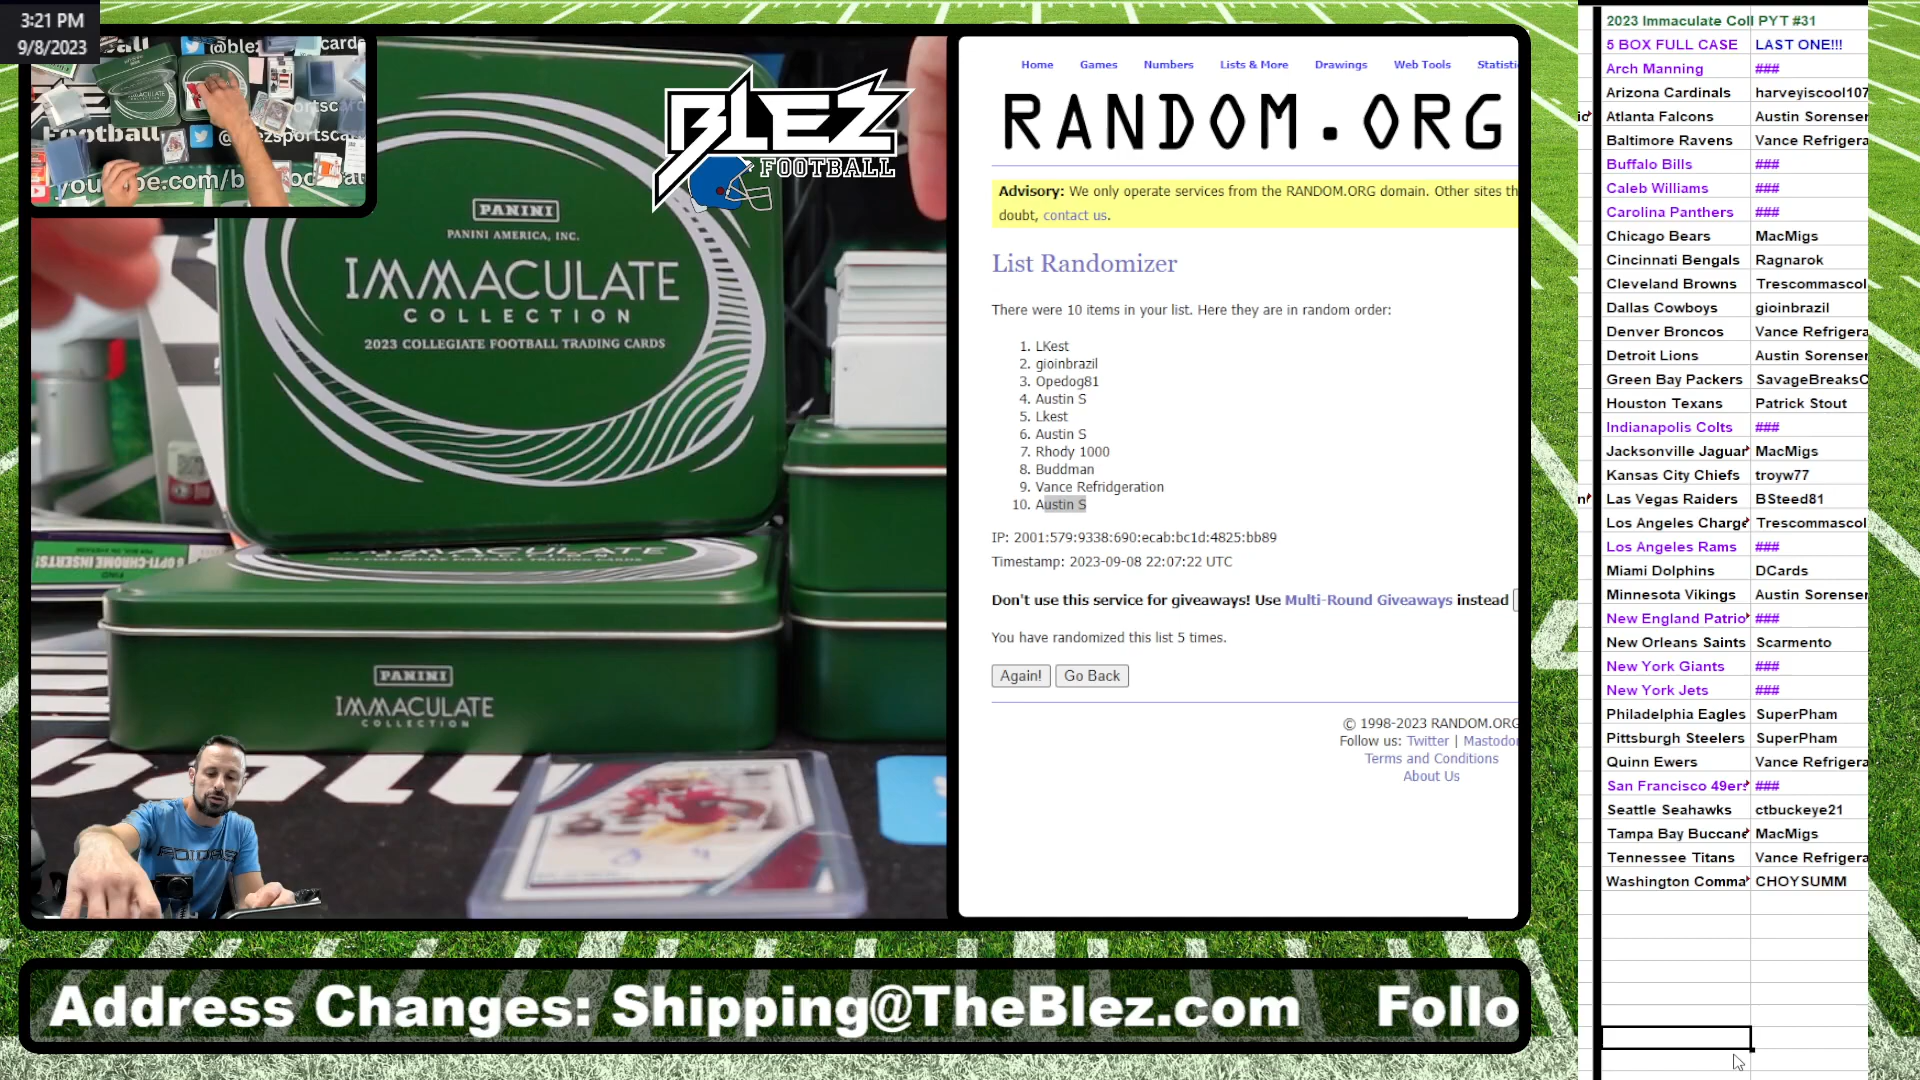 3:21 PM
9/8/2023
@blez
cards
Football
@blezsportsca
youtube.com/b
BLEZ
FOOTBALL
PANINI
PANINI AMERICA, INC.
IMMACULATE
COLLECTION
2023 COLLEGIATE FOOTBALL TRADING CARDS
PANINI
IMMACULATE
COLLECTION
Home Games Numbers Lists & More Drawings Web Tools Statisti
RANDOM.ORG
Advisory: We only operate services from the RANDOM.ORG domain. Other sites th
doubt, contact us.
List Randomizer
There were 10 items in your list. Here they are in random order:
1. LKest
2. gioinbrazil
3. Opedog81
4. Austin S
5. Lkest
6. Austin S
7. Rhody 1000
8. Buddman
9. Vance Refridgeration
10. Austin S
IP: 2001:579:9338:690:ecab:bc1d:4825:bb89
Timestamp: 2023-09-08 22:07:22 UTC
Don't use this service for giveaways! Use Multi-Round Giveaways instead
You have randomized this list 5 times.
Again! Go Back
© 1998-2023 RANDOM.ORG
Follow us: Twitter | Mastodo
Terms and Conditions
About Us
2023 Immaculate Coll PYT #31
5 BOX FULL CASE LAST ONE!!!
Arch Manning ###
Arizona Cardinals harveyiscool107
Atlanta Falcons Austin Sorenser
Baltimore Ravens Vance Refrigera
Buffalo Bills ###
Caleb Williams ###
Carolina Panthers ###
Chicago Bears MacMigs
Cincinnati Bengals Ragnarok
Cleveland Browns Trescommascol
Dallas Cowboys gioinbrazil
Denver Broncos Vance Refrigera
Detroit Lions Austin Sorenser
Green Bay Packers SavageBreaksC
Houston Texans Patrick Stout
Indianapolis Colts ###
Jacksonville Jaguar MacMigs
Kansas City Chiefs troyw77
Las Vegas Raiders BSteed81
Los Angeles Charge Trescommascol
Los Angeles Rams ###
Miami Dolphins DCards
Minnesota Vikings Austin Sorenser
New England Patrio ###
New Orleans Saints Scarmento
New York Giants ###
New York Jets ###
Philadelphia Eagles SuperPham
Pittsburgh Steelers SuperPham
Quinn Ewers Vance Refrigera
San Francisco 49ers ###
Seattle Seahawks ctbuckeye21
Tampa Bay Buccane MacMigs
Tennessee Titans Vance Refrigera
Washington Comma CHOYSUMM
Address Changes: Shipping@TheBlez.com Follo